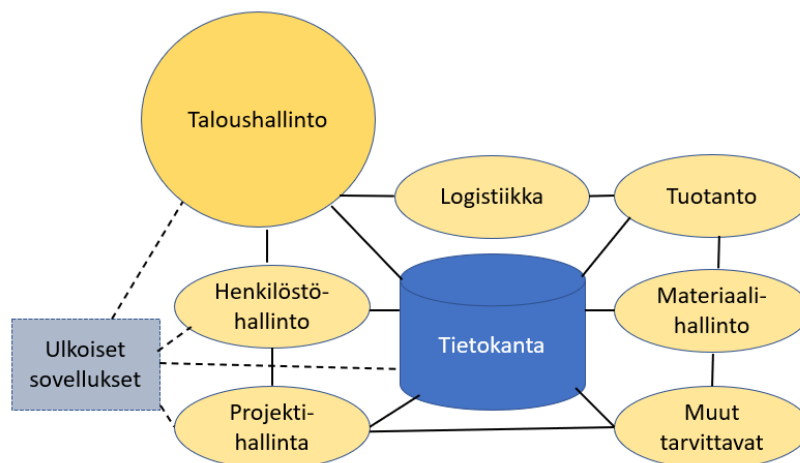 Taloushallinto
Logistiikka
Tuotanto
Henkilöstö-
hallinto
Tietokanta
Materiaali-
hallinto
Ulkoiset
sovellukset
Projekti-
hallinta
Muut
tarvittavat